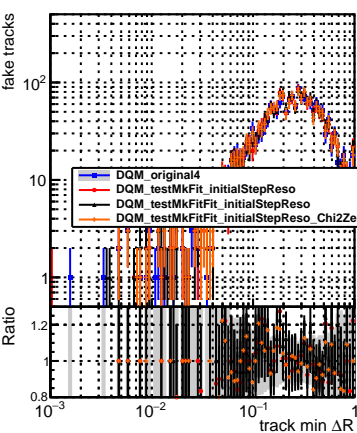 fake tracks
10²
10
1
DQM_original4
DQM_testMkFit_initialStepReso
DQM_testMkFitFit_initialStepReso
DQM_testMkFitFit_initialStepReso_Chi2Ze
Ratio
1.2
1
0.8
10⁻³ 10⁻² 10⁻¹ 1
track min ΔR